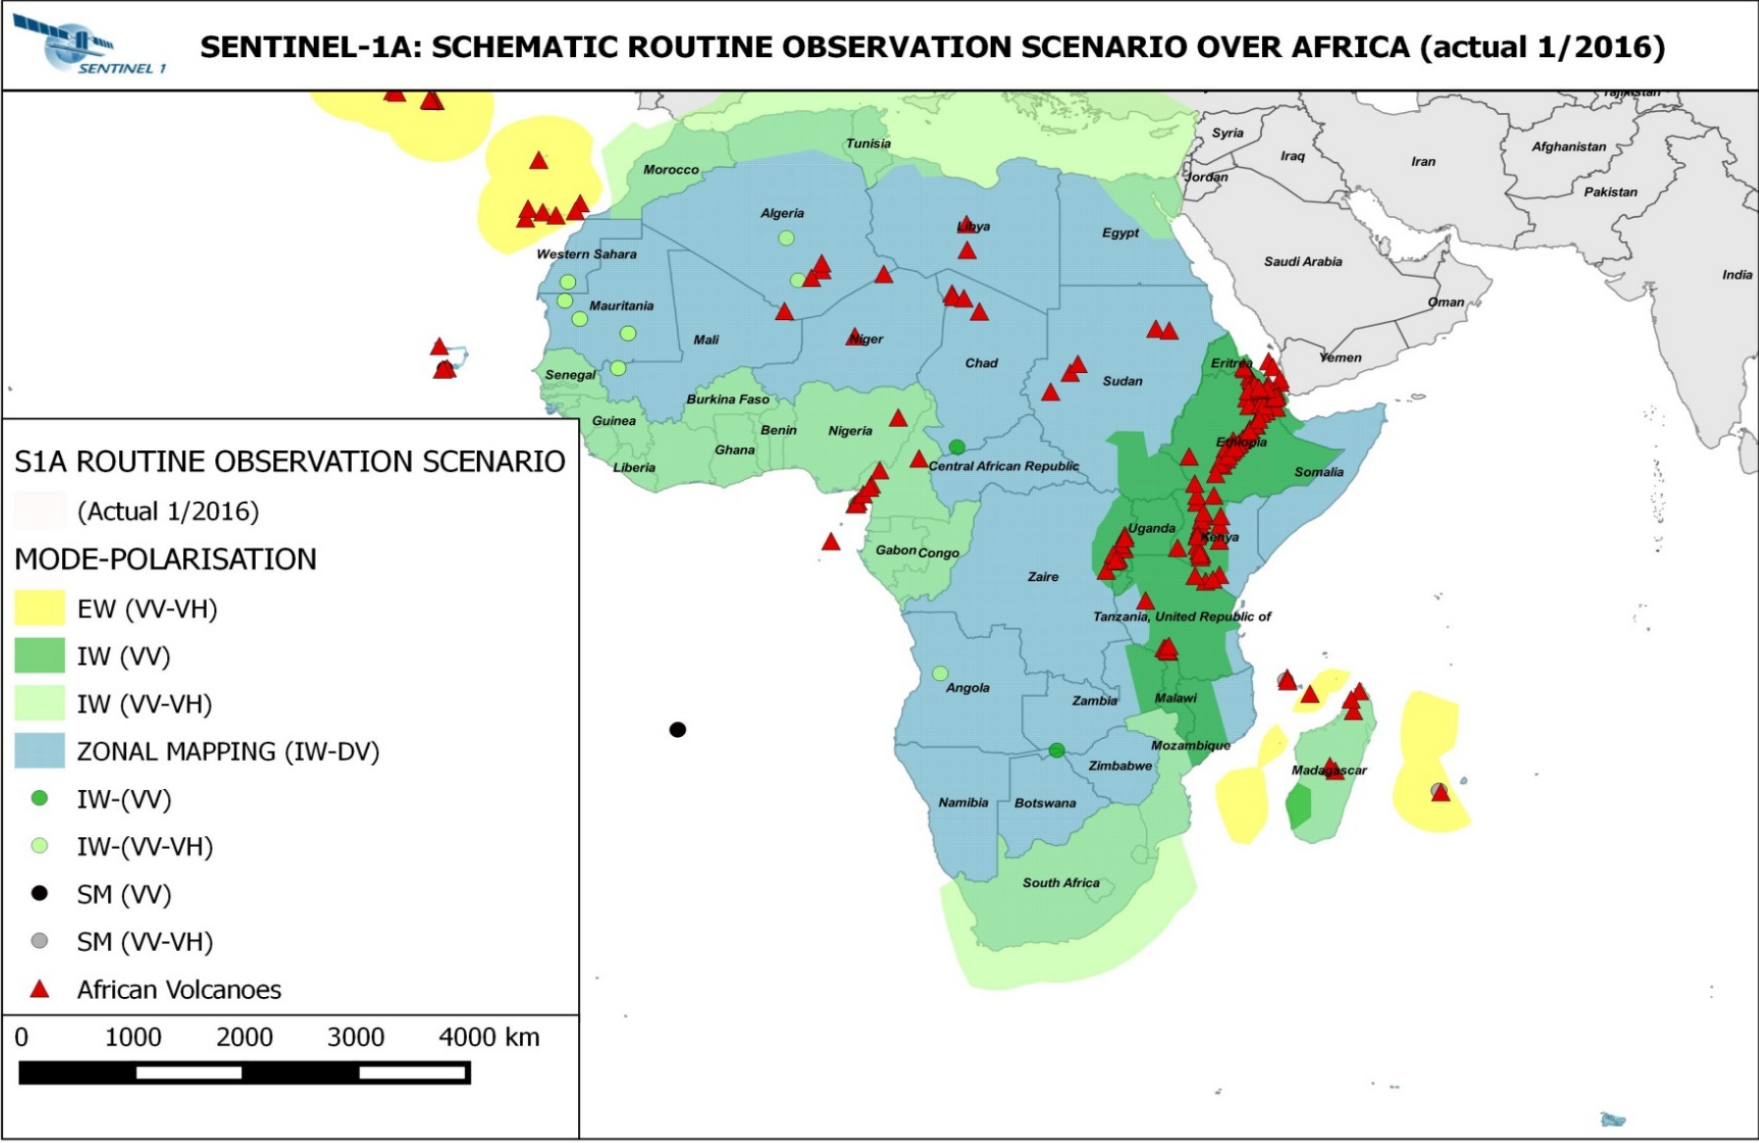 SENTINEL 1
SENTINEL-1A: SCHEMATIC ROUTINE OBSERVATION SCENARIO OVER AFRICA (actual 1/2016)
Tajikistan
Syria
Afghanistan
Tunisia
Iraq
Iran
Morocco
Jordan
Pakistan
Algeria
Libya
Egypt
Western Sahara
Saudi Arabia
India
Mauritania
Oman
Mali
Niger
Chad
Yemen
Eritrea
Senegal
Sudan
Burkina Faso
Guinea
Benin
Nigeria
Ghana
Ethiopia
Liberia
Central African Republic
Somalia
Uganda
Kenya
Gabon
Congo
Zaire
Tanzania, United Republic of
Angola
Zambia
Malawi
Mozambique
Zimbabwe
Madagascar
Namibia
Botswana
South Africa
S1A ROUTINE OBSERVATION SCENARIO
(Actual 1/2016)
MODE-POLARISATION
EW (VV-VH)
IW (VV)
IW (VV-VH)
ZONAL MAPPING (IW-DV)
IW-(VV)
IW-(VV-VH)
SM (VV)
SM (VV-VH)
African Volcanoes
0 1000 2000 3000 4000 km